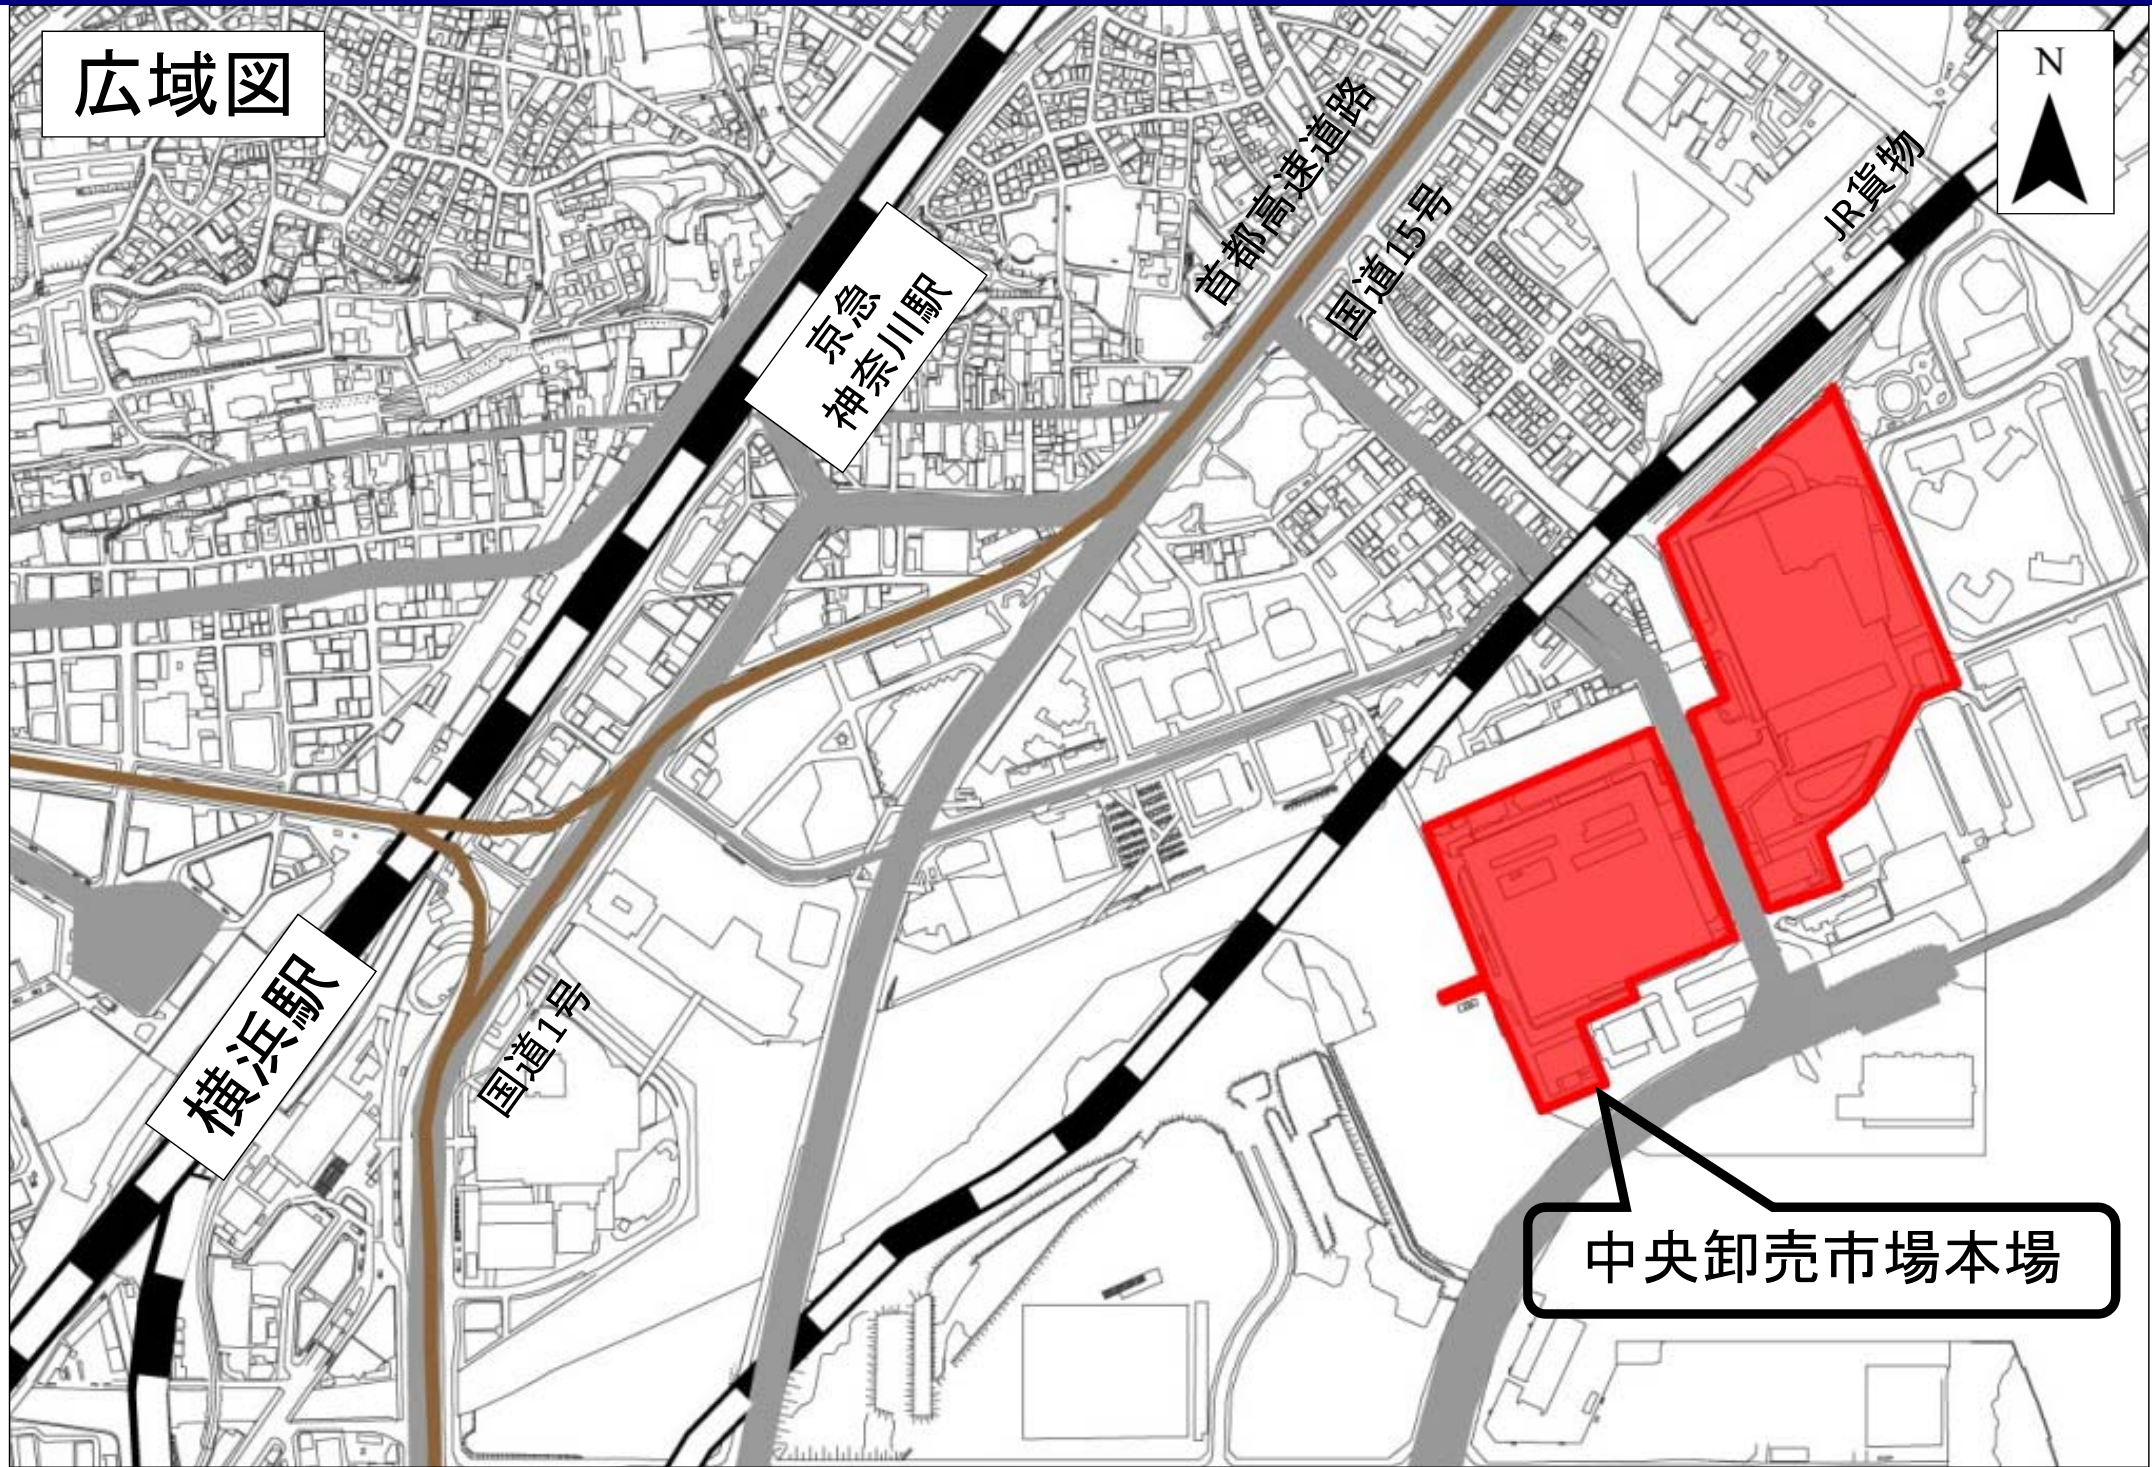 広域図
N
首都高速道路
国道15号
JR貨物
京急
神奈川駅
横浜駅
国道1号
中央卸売市場本場